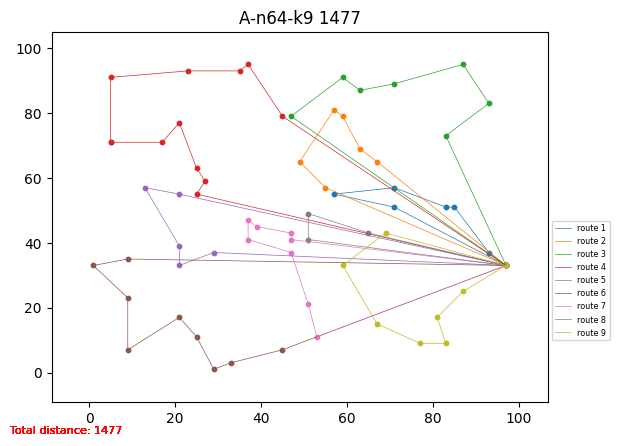 A-n64-k9 1477
100
80
60
40
20
0
0 20 40 60 80 100
route 1
route 2
route 3
route 4
route 5
route 6
route 7
route 8
route 9
Total distance: 1477